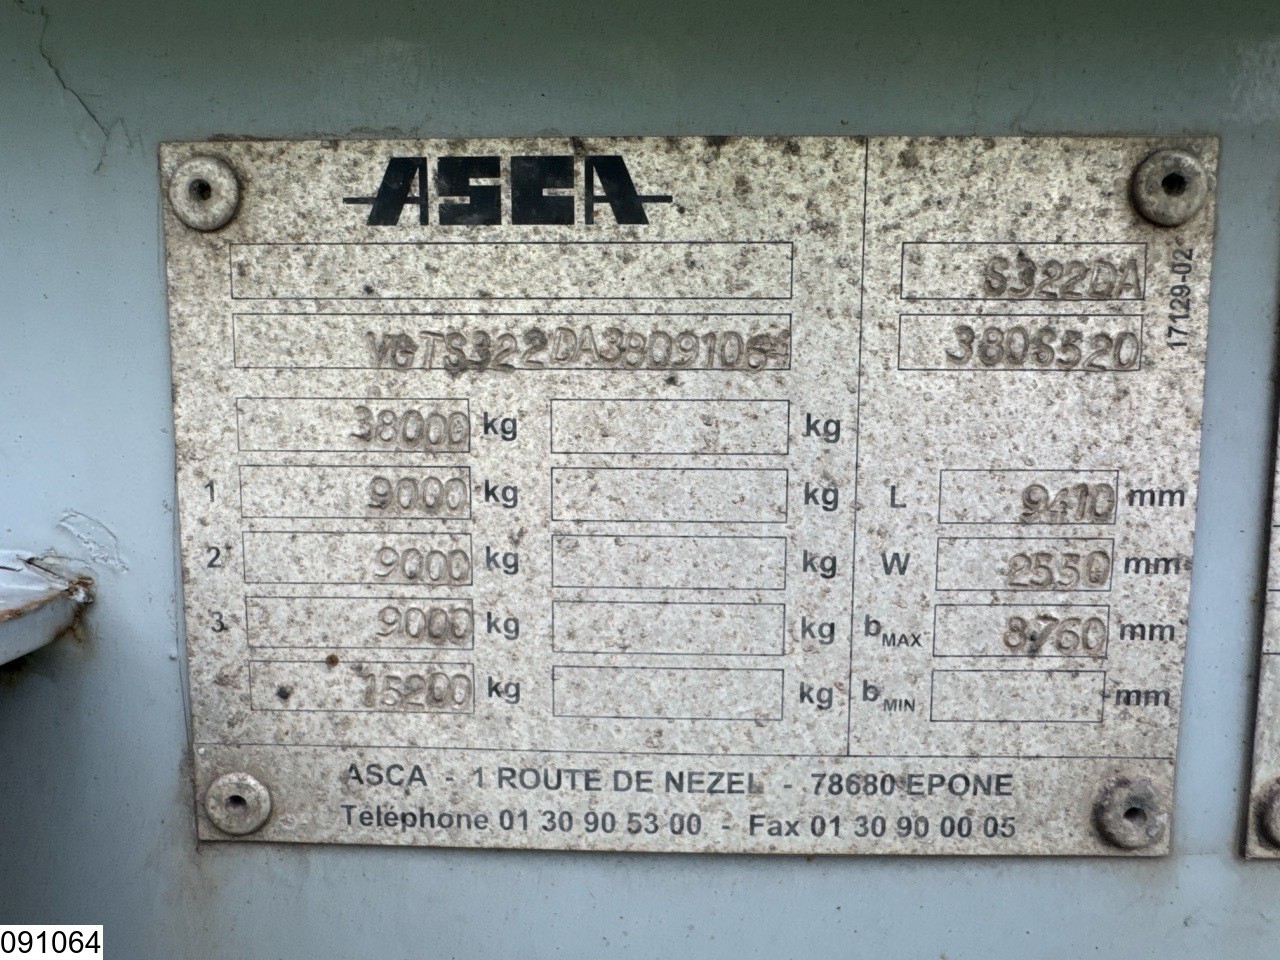 ASCA
S322DA
VGTS322DA38091064
3806520
17129-02
38000 kg kg
1 9000 kg kg L 9410 mm
2 9000 kg kg W 2550 mm
3 9000 kg kg bMAX 8760 mm
15200 kg kg bMIN mm
ASCA - 1 ROUTE DE NEZEL - 78680 EPONE
Téléphone 01 30 90 53 00 - Fax 01 30 90 00 05
091064